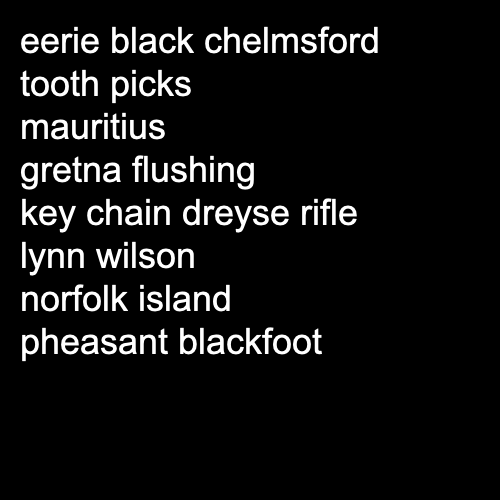 eerie black chelmsford
tooth picks
mauritius
gretna flushing
key chain dreyse rifle
lynn wilson
norfolk island
pheasant blackfoot